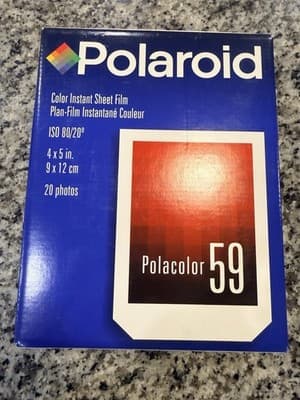 Polaroid
Color Instant Sheet Film
Plan-Film Instantané Couleur
ISO 80/20°
4 x 5 in.
9 x 12 cm
20 photos
Polacolor 59